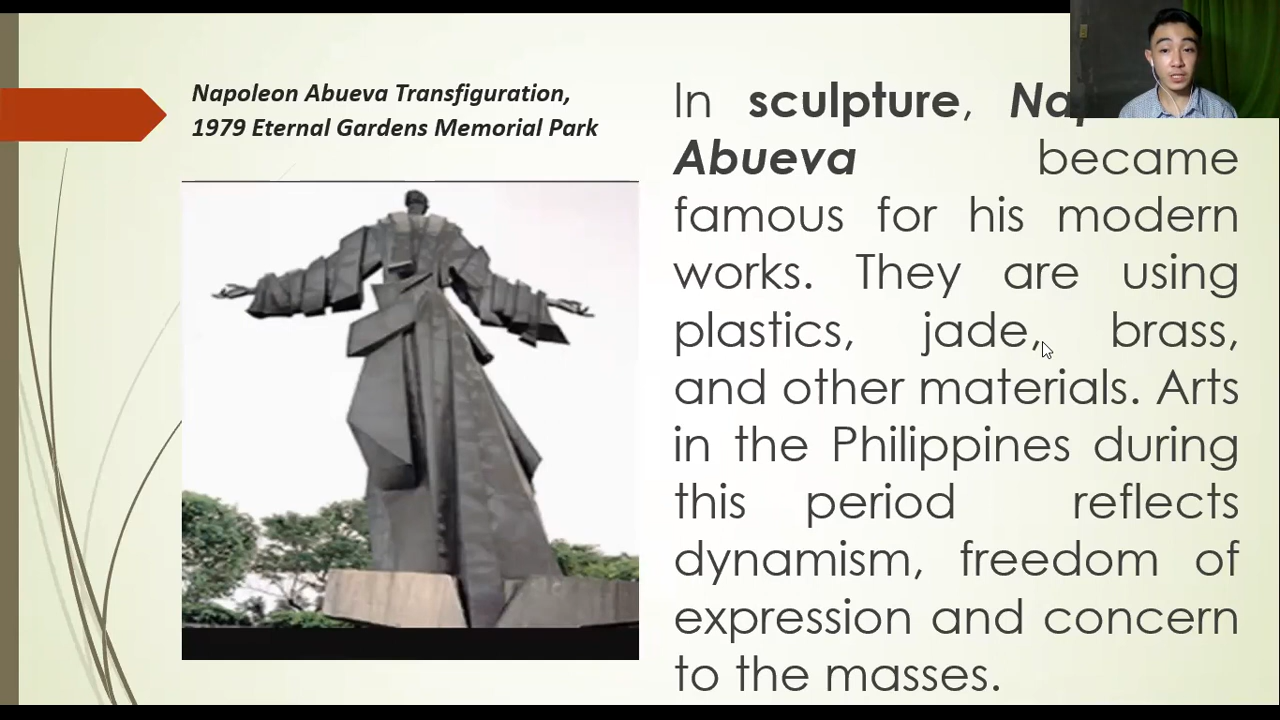 Napoleon Abueva Transfiguration,
1979 Eternal Gardens Memorial Park
In sculpture,
Abueva became
famous for his modern
works. They are using
plastics, jade, brass,
and other materials. Arts
in the Philippines during
this period reflects
dynamism, freedom of
expression and concern
to the masses.